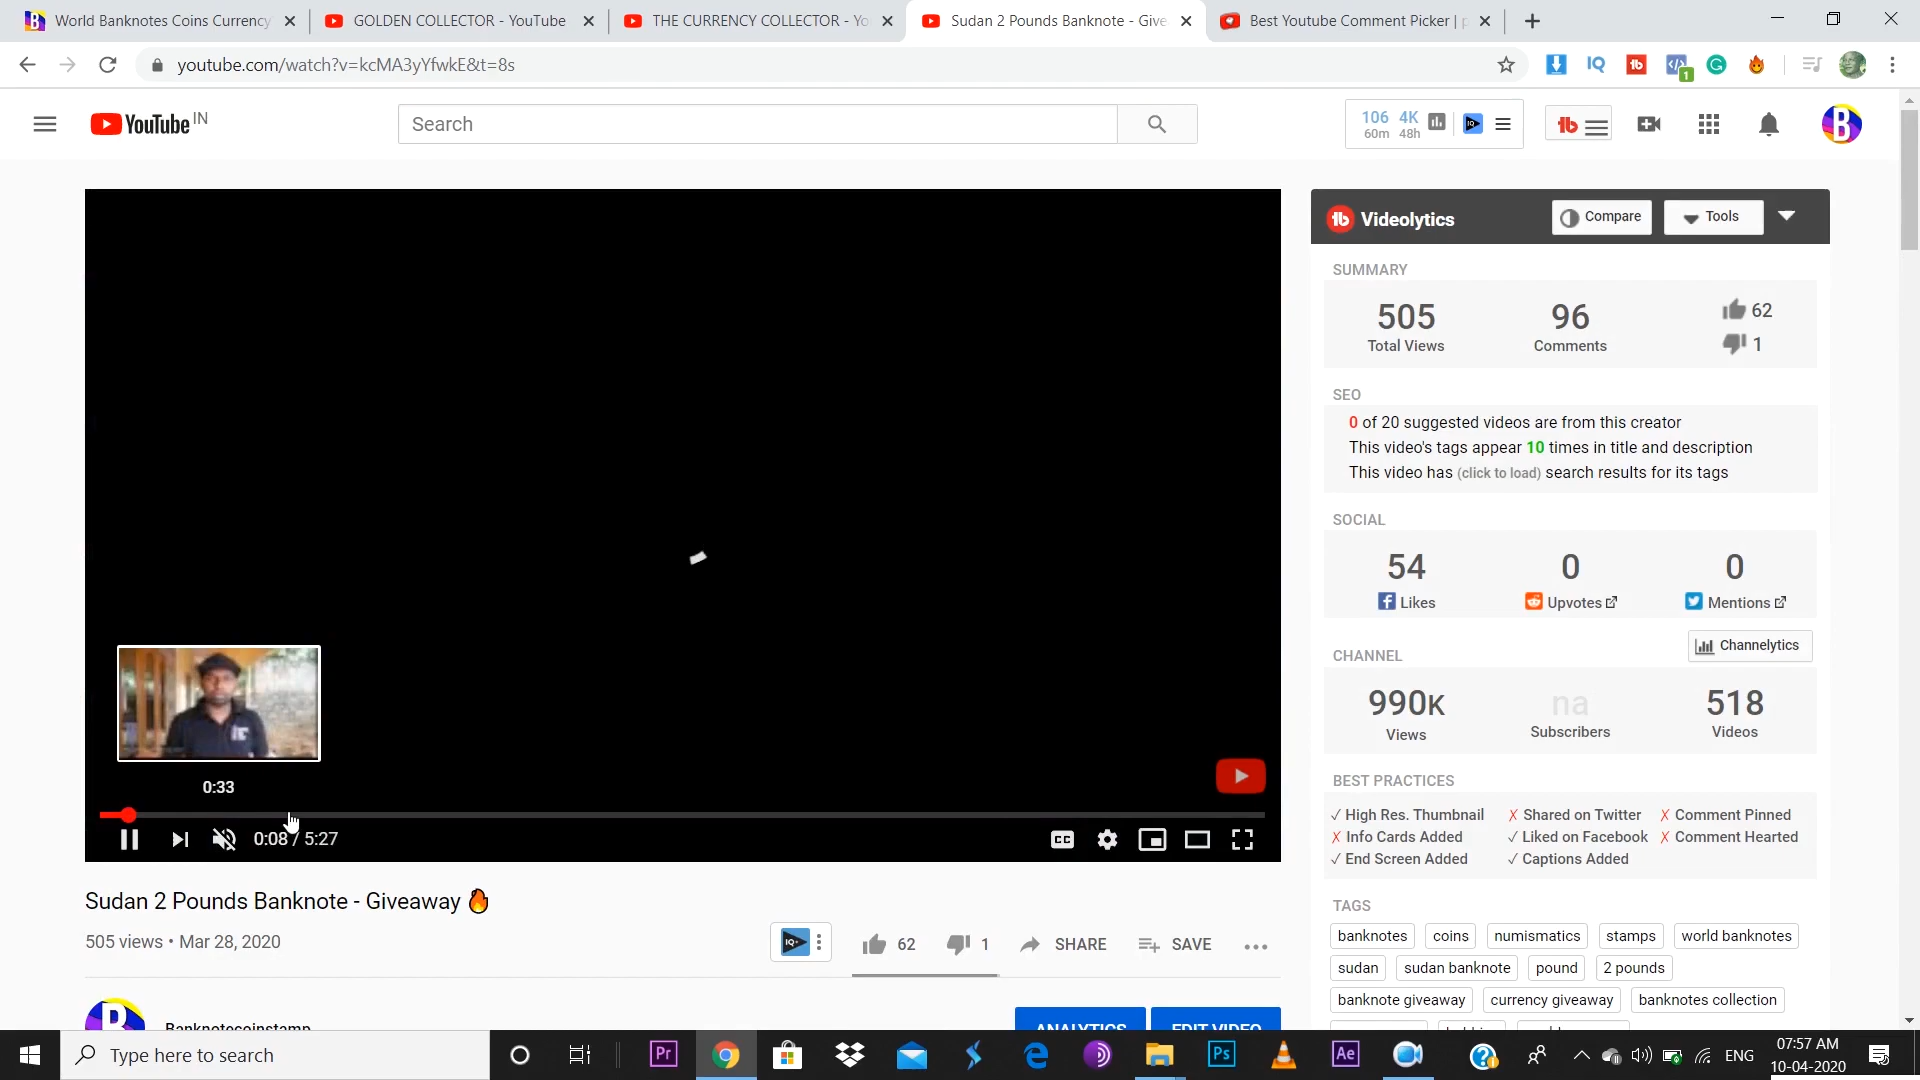 World Banknotes Coins Currency
GOLDEN COLLECTOR - YouTube
THE CURRENCY COLLECTOR - Yo
Sudan 2 Pounds Banknote - Give
Best Youtube Comment Picker |
youtube.com/watch?v=kcMA3yYfwkE&t=8s
IQ
1
YouTube IN
Search
106 4K
60m 48h
B
Videolytics
Compare
Tools
SUMMARY
505
Total Views
96
Comments
62
1
SEO
0 of 20 suggested videos are from this creator
This video's tags appear 10 times in title and description
This video has (click to load) search results for its tags
SOCIAL
54
Likes
0
Upvotes
0
Mentions
CHANNEL
Channelytics
990K
Views
na
Subscribers
518
Videos
BEST PRACTICES
✓ High Res. Thumbnail ✗ Shared on Twitter ✗ Comment Pinned
✗ Info Cards Added ✓ Liked on Facebook ✗ Comment Hearted
✓ End Screen Added ✓ Captions Added
TAGS
banknotes coins numismatics stamps world banknotes
sudan sudan banknote pound 2 pounds
banknote giveaway currency giveaway banknotes collection
0:33
0:08 / 5:27
CC
Sudan 2 Pounds Banknote - Giveaway 🔥
505 views • Mar 28, 2020
IQ
62
1
SHARE
SAVE
Banknotecoinstamp
ANALYTICS
EDIT VIDEO
Type here to search
Pr
Ps
Ae
ENG
07:57 AM
10-04-2020